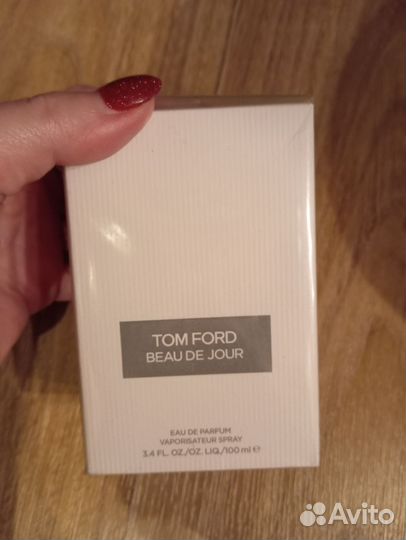 TOM FORD
BEAU DE JOUR
EAU DE PARFUM
VAPORISATEUR SPRAY
3.4 FL. OZ./OZ. LIQ./100 ml ℮
Avito